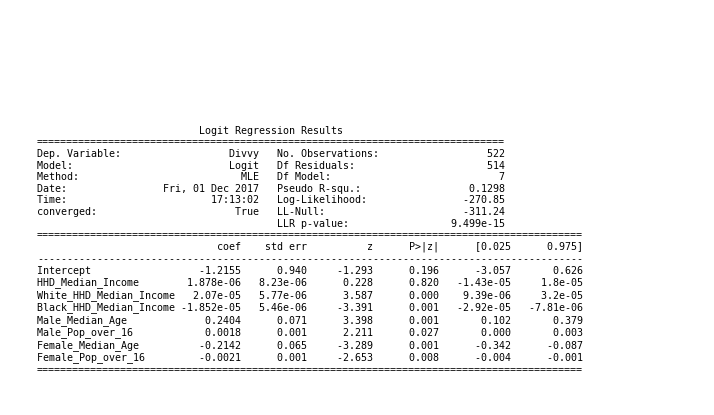 Logit Regression Results
==============================================================================
Dep. Variable: Divvy No. Observations: 522
Model: Logit Df Residuals: 514
Method: MLE Df Model: 7
Date: Fri, 01 Dec 2017 Pseudo R-squ.: 0.1298
Time: 17:13:02 Log-Likelihood: -270.85
converged: True LL-Null: -311.24
LLR p-value: 9.499e-15
===========================================================================================
coef std err z P>|z| [0.025 0.975]
-------------------------------------------------------------------------------------------
Intercept -1.2155 0.940 -1.293 0.196 -3.057 0.626
HHD_Median_Income 1.878e-06 8.23e-06 0.228 0.820 -1.43e-05 1.8e-05
White_HHD_Median_Income 2.07e-05 5.77e-06 3.587 0.000 9.39e-06 3.2e-05
Black_HHD_Median_Income -1.852e-05 5.46e-06 -3.391 0.001 -2.92e-05 -7.81e-06
Male_Median_Age 0.2404 0.071 3.398 0.001 0.102 0.379
Male_Pop_over_16 0.0018 0.001 2.211 0.027 0.000 0.003
Female_Median_Age -0.2142 0.065 -3.289 0.001 -0.342 -0.087
Female_Pop_over_16 -0.0021 0.001 -2.653 0.008 -0.004 -0.001
===========================================================================================